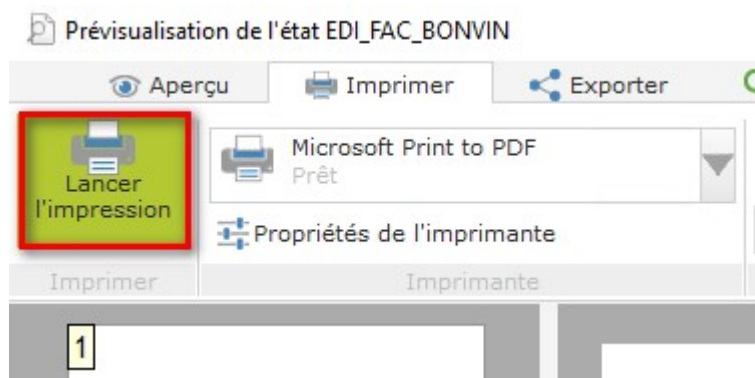 Prévisualisation de l'état EDI_FAC_BONVIN
Aperçu Imprimer Exporter
Microsoft Print to PDF
Prêt
Lancer
l'impression
Propriétés de l'imprimante
Imprimer Imprimante
1